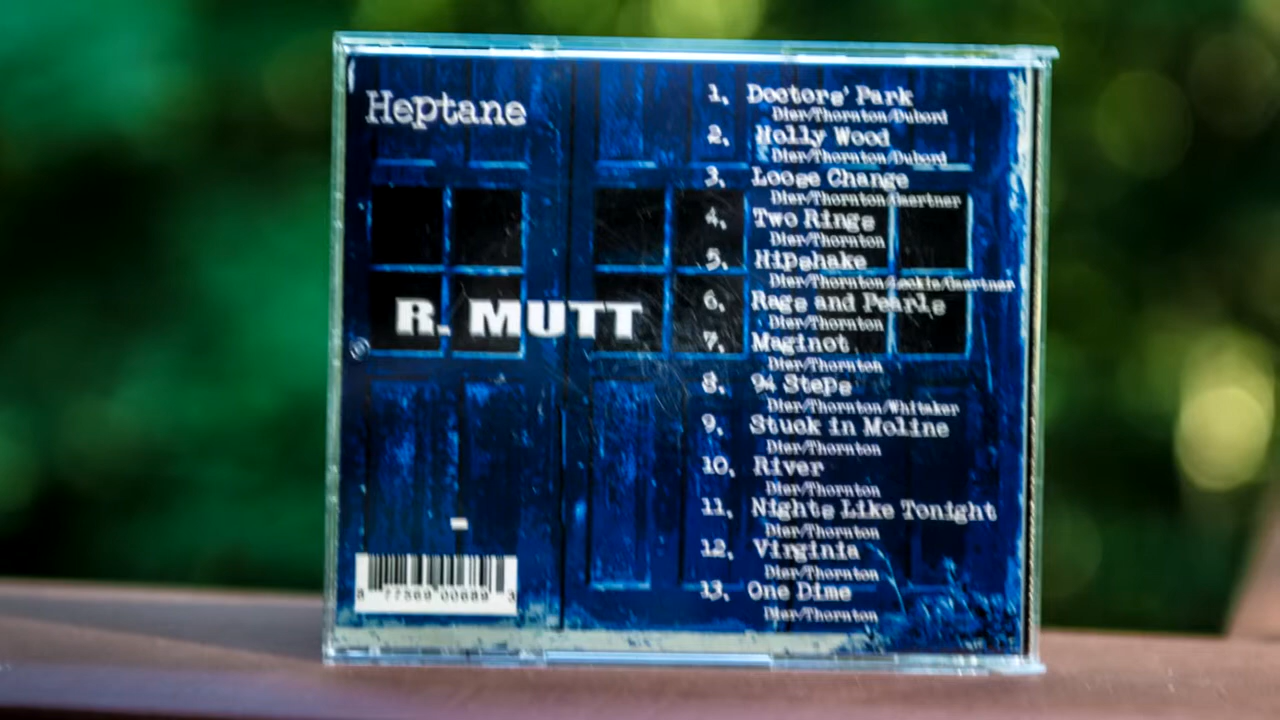 Heptane
R. MUTT
1. Doctors' Park
Dier/Thornton/Dubord
2. Holly Wood
Dier/Thornton/Dubord
3. Loose Change
Dier/Thornton/Gaertner
4. Two Rings
Dier/Thornton
5. Hipshake
Dier/Thornton/Leckie/Gaertner
6. Rags and Pearls
Dier/Thornton
7. Maginot
Dier/Thornton
8. 94 Steps
Dier/Thornton/Whitaker
9. Stuck in Moline
Dier/Thornton
10. River
Dier/Thornton
11. Nights Like Tonight
Dier/Thornton
12. Virginia
Dier/Thornton
13. One Dime
Dier/Thornton